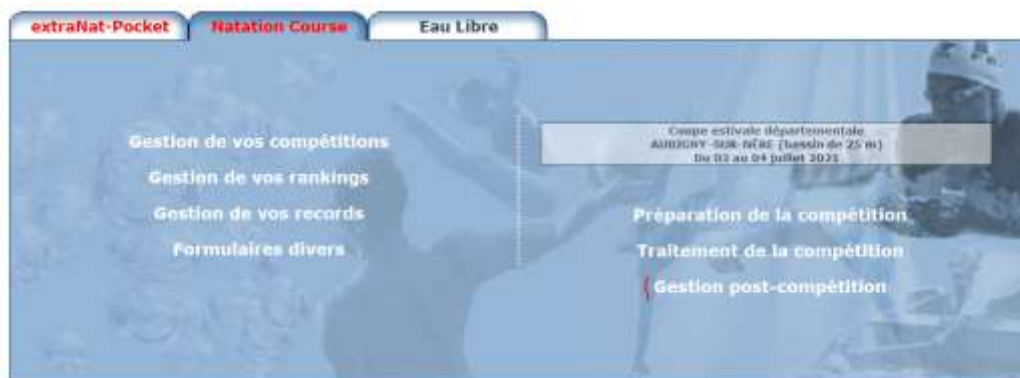 extraNat-Pocket
Natation Course
Eau Libre
Gestion de vos compétitions
Gestion de vos rankings
Gestion de vos records
Formulaires divers
Coupe estivale départementale
AUBIGNY-SUR-NÈRE (bassin de 25 m)
Du 03 au 04 juillet 2021
Préparation de la compétition
Traitement de la compétition
Gestion post-compétition